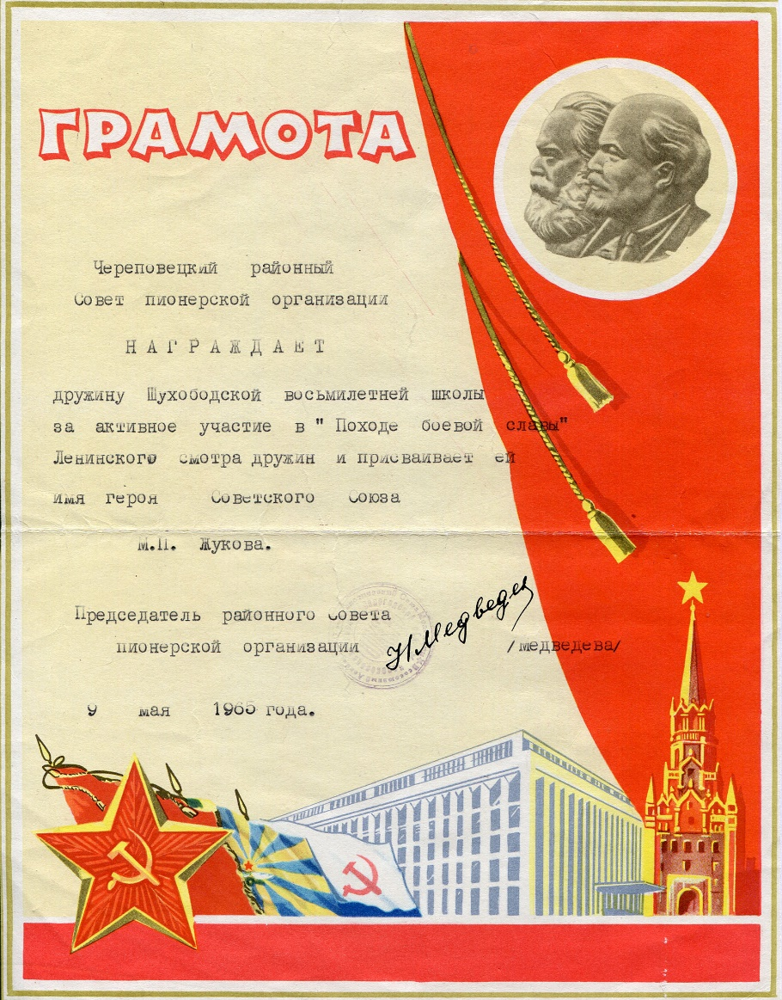 ГРАМОТА
Череповецкий районный
Совет пионерской организации
НАГРАЖДАЕТ
дружину Шухободской восьмилетней школы
за активное участие в " Походе боевой славы"
Ленинского смотра дружин и присваивает ей
имя героя Советского Союза
М.П. Жукова.
Председатель районного Совета
пионерской организации /медведева/
9 мая 1965 года.